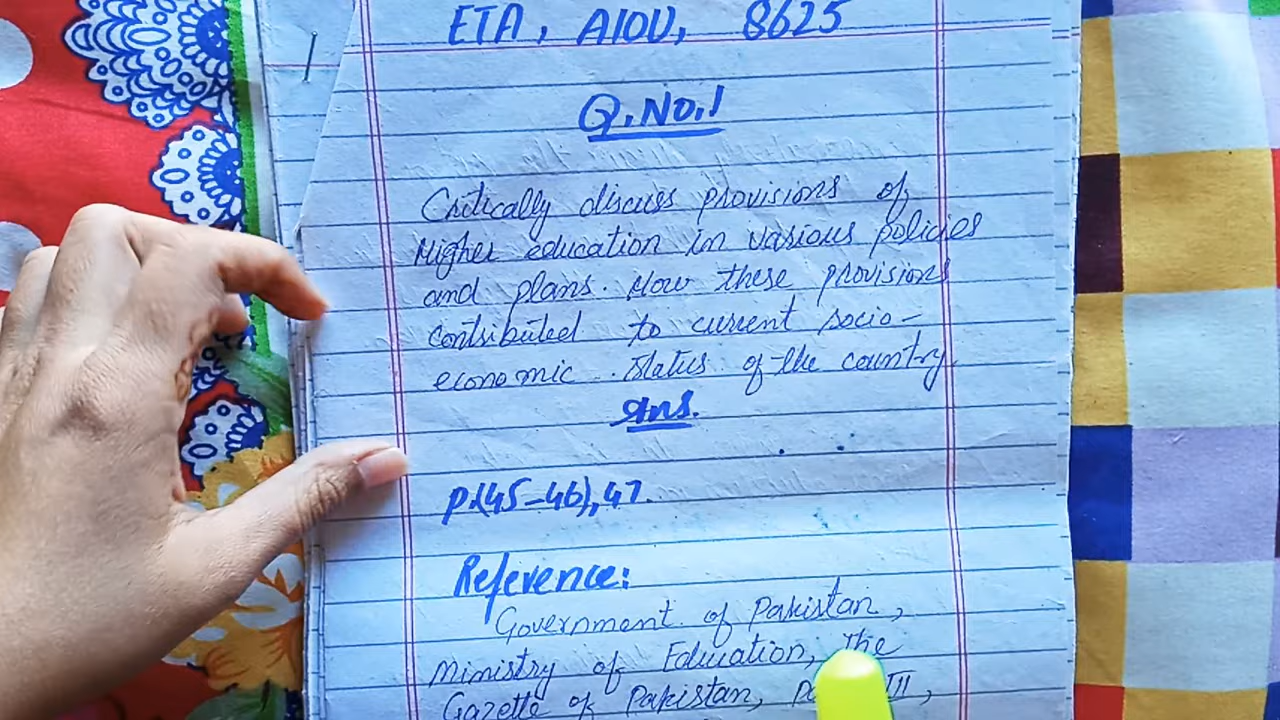 ETA, AIOU, 8625
Q.No.1
Critically discuss provisions of
Higher education in various policies
and plans. How these provisions
contributed to current socio-
economic status of the country.
Ans.
P.(45-46),47.
Reference:
Government of Pakistan,
Ministry of Education, the
Gazette of Pakistan, III,